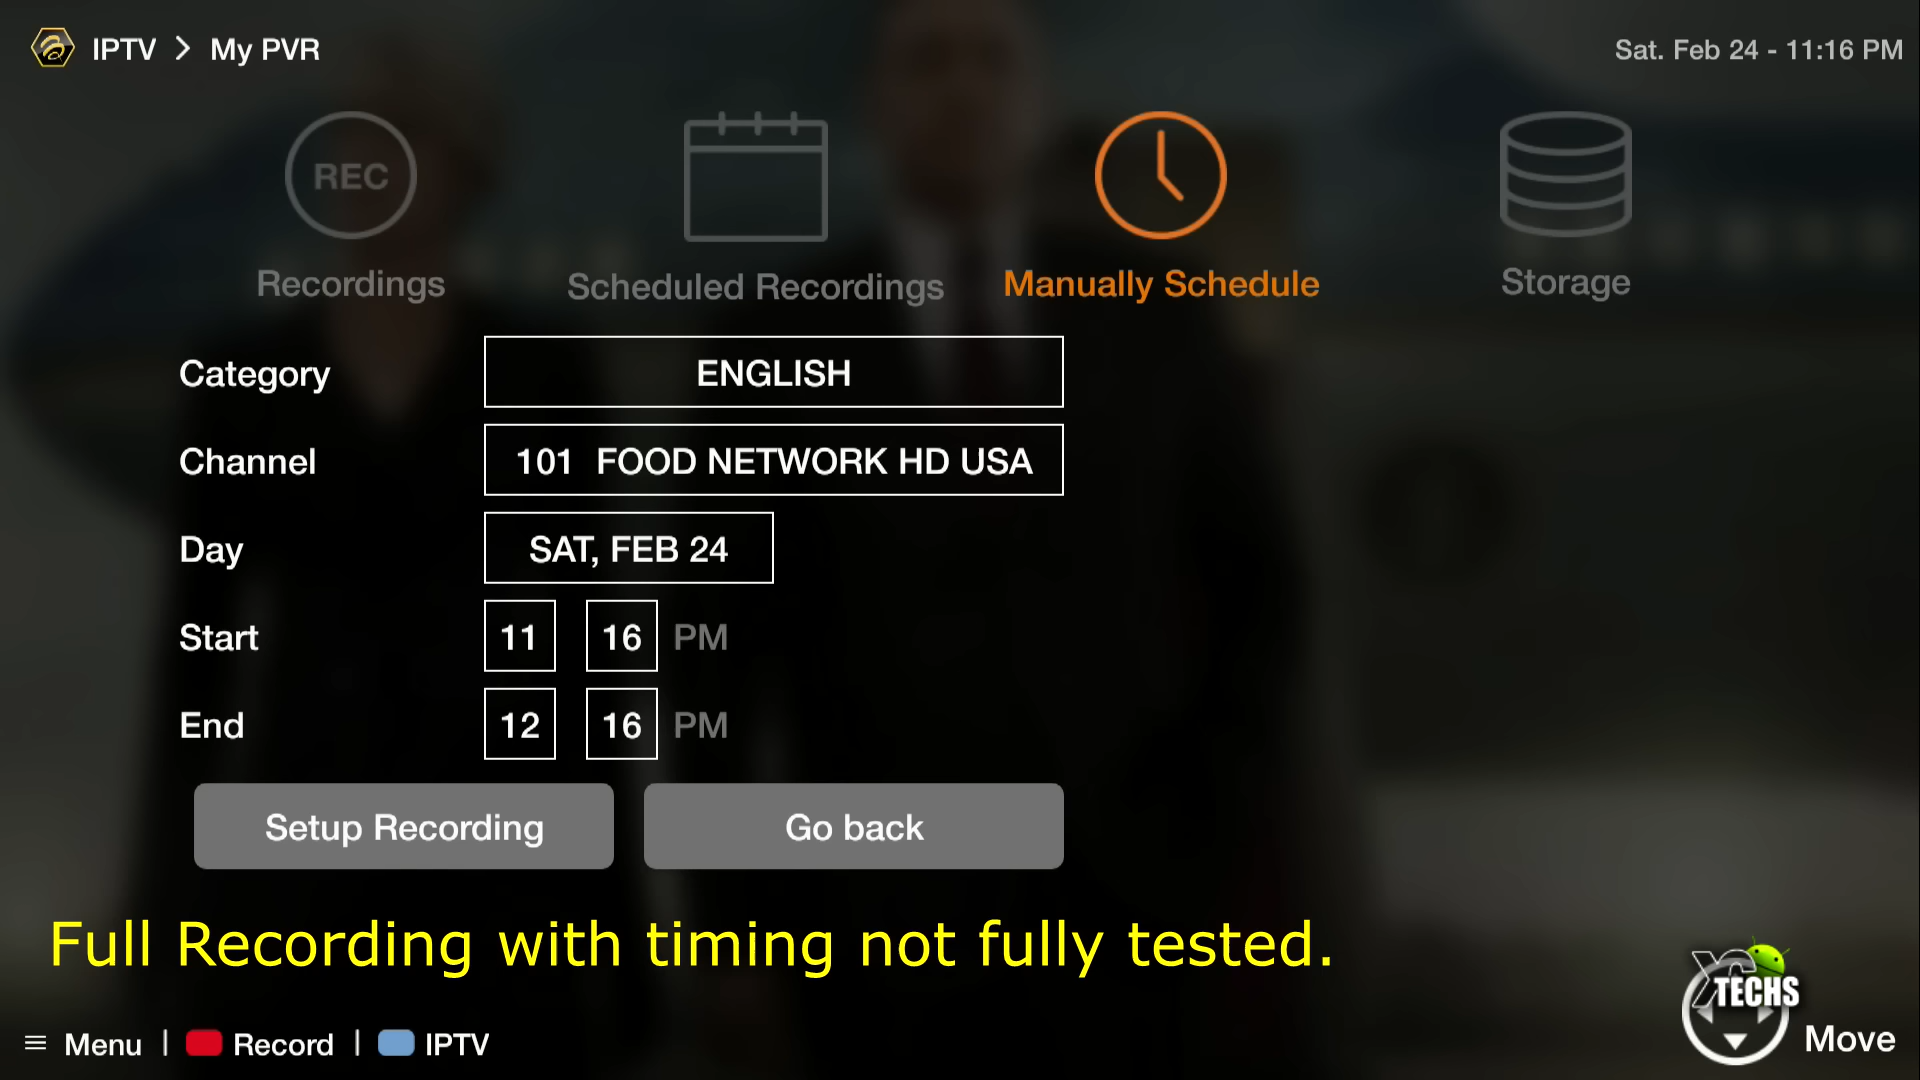 IPTV > My PVR
Sat. Feb 24 - 11:16 PM
REC
Recordings
Scheduled Recordings
Manually Schedule
Storage
Category ENGLISH
Channel 101 FOOD NETWORK HD USA
Day SAT, FEB 24
Start 11 16 PM
End 12 16 PM
Setup Recording
Go back
Full Recording with timing not fully tested.
Menu | Record | IPTV
XTECHS
Move